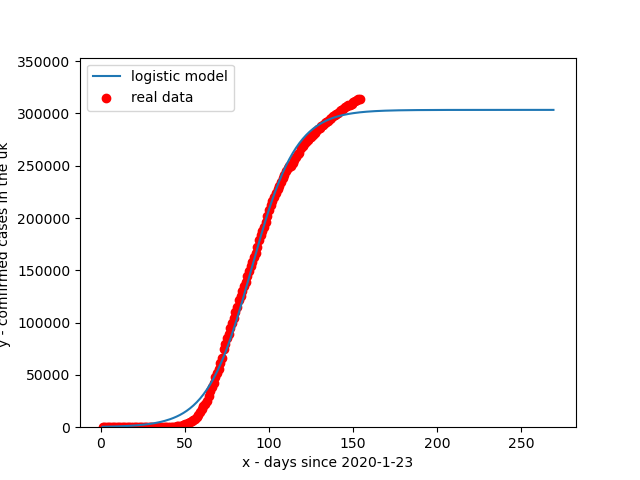 350000
300000
250000
200000
150000
100000
50000
0
logistic model
real data
0 50 100 150 200 250
x - days since 2020-1-23
y - comfirmed cases in the uk